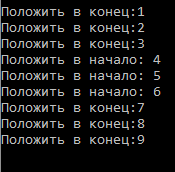 Положить в конец:1
Положить в конец:2
Положить в конец:3
Положить в начало: 4
Положить в начало: 5
Положить в начало: 6
Положить в конец:7
Положить в конец:8
Положить в конец:9